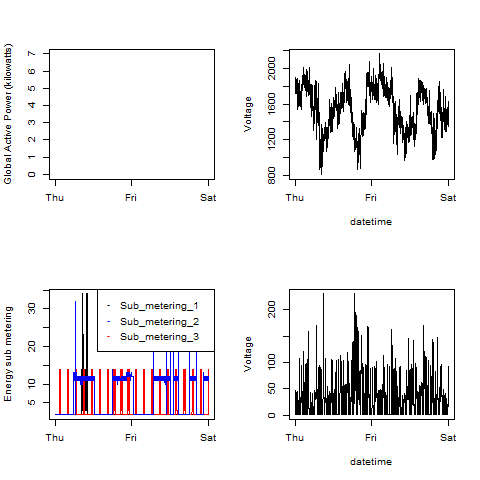 Global Active Power (kilowatts)
7
6
5
4
3
2
1
0
Thu Fri Sat
Voltage
2000
1600
1200
800
Thu Fri Sat
datetime
Energy sub metering
30
20
10
5
Sub_metering_1
Sub_metering_2
Sub_metering_3
Thu Fri Sat
Voltage
200
100
50
0
Thu Fri Sat
datetime